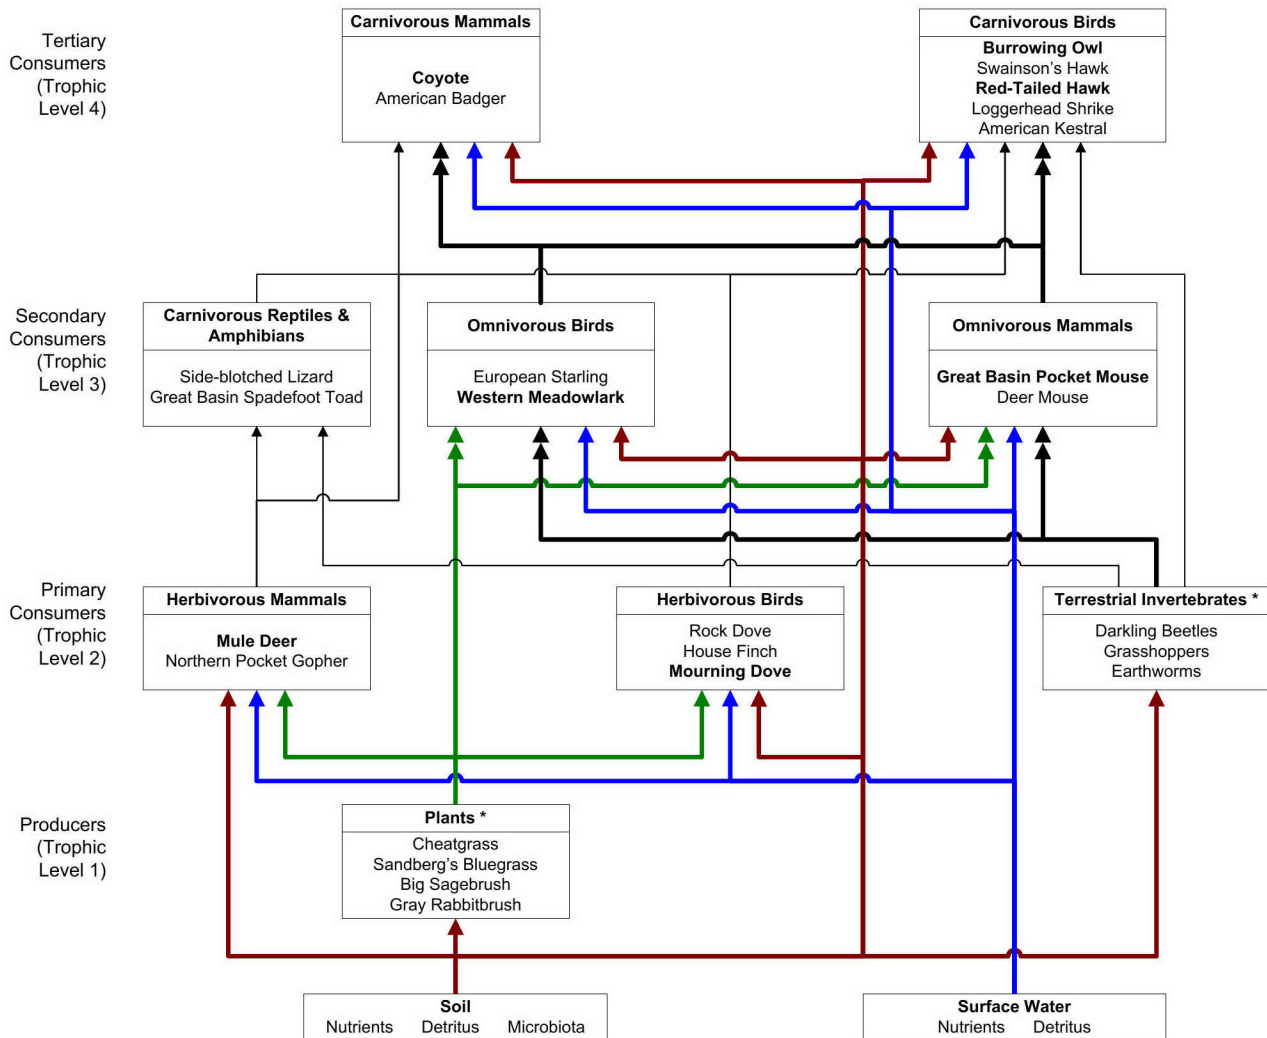 Tertiary
Consumers
(Trophic
Level 4)
Carnivorous Mammals
Coyote
American Badger
Carnivorous Birds
Burrowing Owl
Swainson's Hawk
Red-Tailed Hawk
Loggerhead Shrike
American Kestral
Secondary
Consumers
(Trophic
Level 3)
Carnivorous Reptiles &
Amphibians
Side-blotched Lizard
Great Basin Spadefoot Toad
Omnivorous Birds
European Starling
Western Meadowlark
Omnivorous Mammals
Great Basin Pocket Mouse
Deer Mouse
Primary
Consumers
(Trophic
Level 2)
Herbivorous Mammals
Mule Deer
Northern Pocket Gopher
Herbivorous Birds
Rock Dove
House Finch
Mourning Dove
Terrestrial Invertebrates *
Darkling Beetles
Grasshoppers
Earthworms
Producers
(Trophic
Level 1)
Plants *
Cheatgrass
Sandberg's Bluegrass
Big Sagebrush
Gray Rabbitbrush
Soil
Nutrients Detritus Microbiota
Surface Water
Nutrients Detritus